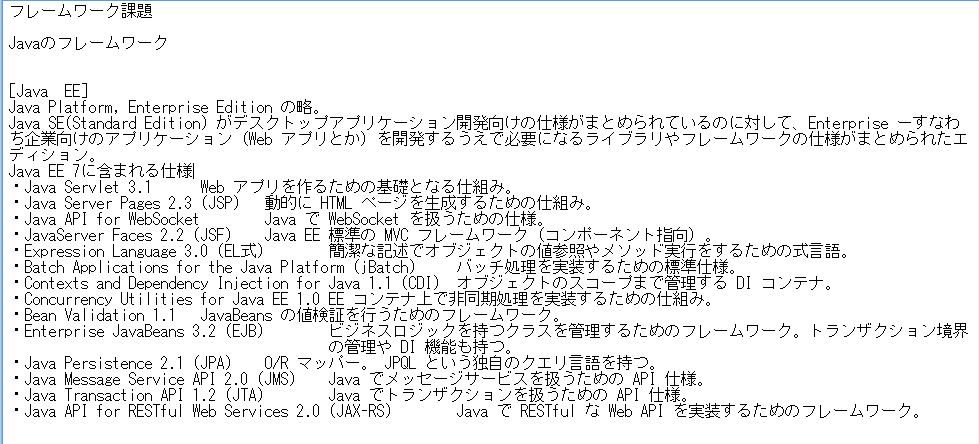 フレームワーク課題
Javaのフレームワーク
[Java　EE]
Java Platform, Enterprise Edition の略。
Java SE(Standard Edition) がデスクトップアプリケーション開発向けの仕様がまとめられているのに対して、Enterprise ーすなわ
ち企業向けのアプリケーション (Web アプリとか) を開発するうえで必要になるライブラリやフレームワークの仕様がまとめられたエ
ディション。
Java EE 7に含まれる仕様
・Java Servlet 3.1　　Web アプリを作るための基礎となる仕組み。
・Java Server Pages 2.3 (JSP)　動的に HTML ページを生成するための仕組み。
・Java API for WebSocket　　Java で WebSocket を扱うための仕様。
・JavaServer Faces 2.2 (JSF)　Java EE 標準の MVC フレームワーク (コンポーネント指向) 。
・Expression Language 3.0 (EL式)　　簡潔な記述でオブジェクトの値参照やメソッド実行をするための式言語。
・Batch Applications for the Java Platform (jBatch)　　バッチ処理を実装するための標準仕様。
・Contexts and Dependency Injection for Java 1.1 (CDI)　オブジェクトのスコープまで管理する DI コンテナ。
・Concurrency Utilities for Java EE 1.0 EE コンテナ上で非同期処理を実装するための仕組み。
・Bean Validation 1.1　JavaBeans の値検証を行うためのフレームワーク。
・Enterprise JavaBeans 3.2 (EJB)　　ビジネスロジックを持つクラスを管理するためのフレームワーク。トランザクション境界
の管理や DI 機能も持つ。
・Java Persistence 2.1 (JPA)　O/R マッパー。 JPQL という独自のクエリ言語を持つ。
・Java Message Service API 2.0 (JMS)　Java でメッセージサービスを扱うための API 仕様。
・Java Transaction API 1.2 (JTA)　　Java でトランザクションを扱うための API 仕様。
・Java API for RESTful Web Services 2.0 (JAX-RS)　　Java で RESTful な Web API を実装するためのフレームワーク。